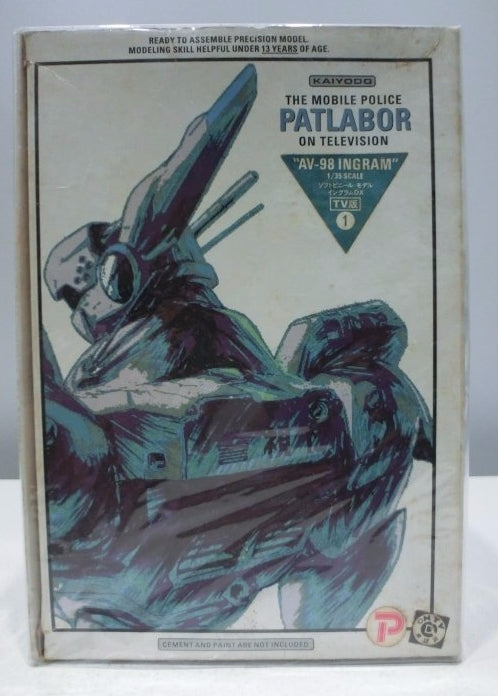 READY TO ASSEMBLE PRECISION MODEL.
MODELING SKILL HELPFUL UNDER 13 YEARS OF AGE.
KAIYODO
THE MOBILE POLICE
PATLABOR
ON TELEVISION
"AV-98 INGRAM"
1/35 SCALE
ソフトビニール モデル
イングラムDX
TV版
1
CEMENT AND PAINT ARE NOT INCLUDED
P